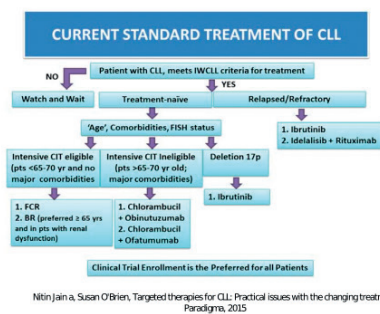 CURRENT STANDARD TREATMENT OF CLL
Patient with CLL, meets IWCLL criteria for treatment
NO
YES
Watch and Wait
Treatment-naïve
Relapsed/Refractory
'Age', Comorbidities, FISH status
1. Ibrutinib
2. Idelalisib + Rituximab
Intensive CIT eligible
(pts <65-70 yr and no
major comorbidities)
Intensive CIT Ineligible
(pts >65-70 yr old;
major comorbidities)
Deletion 17p
1. Ibrutinib
1. FCR
2. BR (preferred ≥ 65 yrs
and in pts with renal
dysfunction)
1. Chlorambucil
+ Obinutuzumab
2. Chlorambucil
+ Ofatumumab
Clinical Trial Enrollment is the Preferred for all Patients
Nitin Jain a, Susan O'Brien, Targeted therapies for CLL: Practical issues with the changing treat
Paradigma, 2015